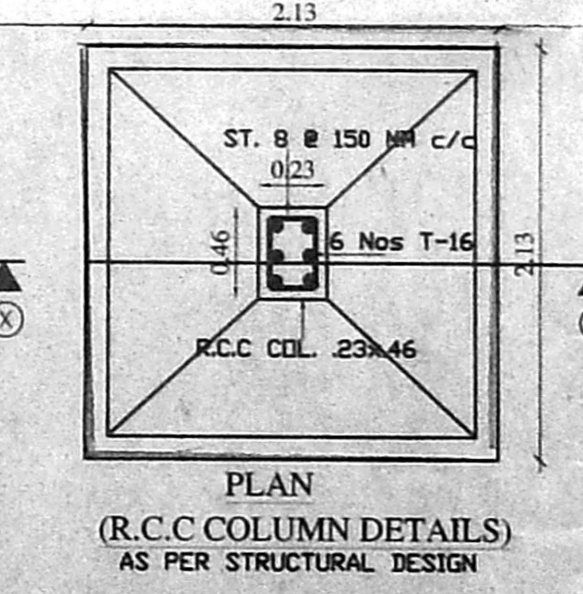 2.13
ST. 8 @ 150 MM c/c
0.23
0.46
6 Nos T-16
2.13
X
R.C.C COL. .23x.46
PLAN
(R.C.C COLUMN DETAILS)
AS PER STRUCTURAL DESIGN